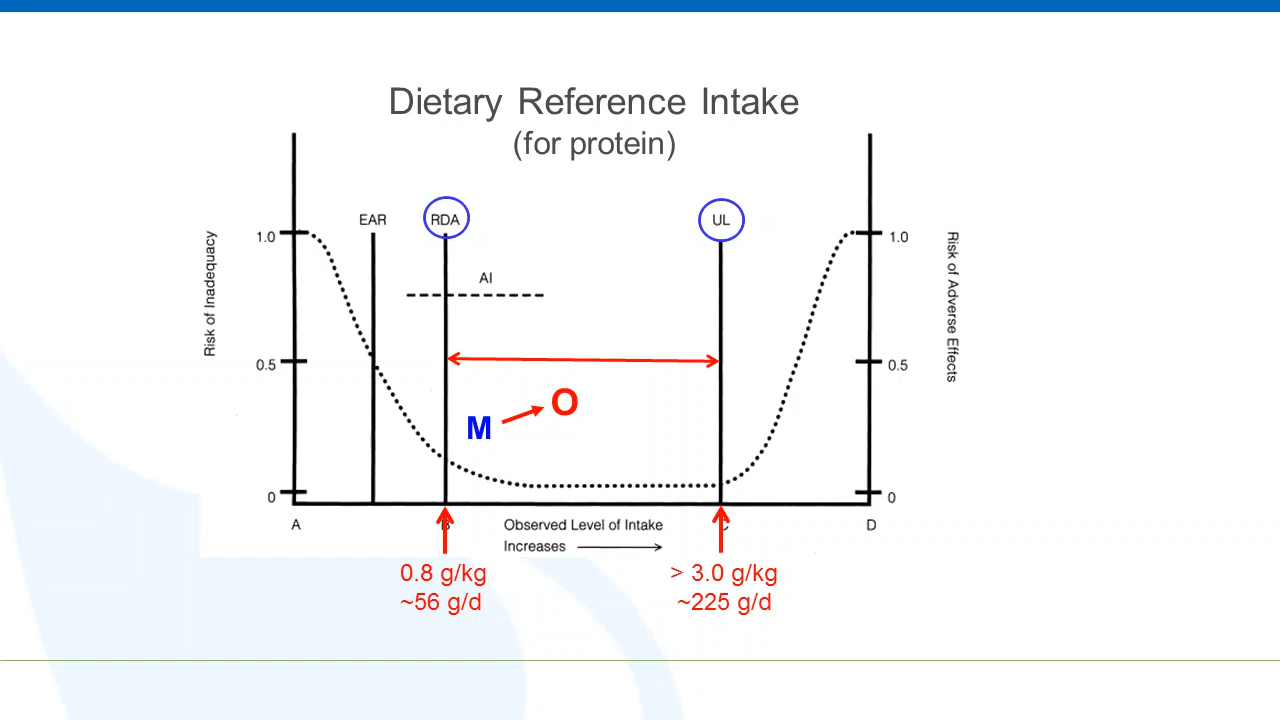 Dietary Reference Intake
(for protein)
EAR
RDA
UL
1.0
1.0
AI
Risk of Inadequacy
Risk of Adverse Effects
0.5
0.5
M
O
0
0
A
B
Observed Level of Intake
C
D
Increases
0.8 g/kg
> 3.0 g/kg
~56 g/d
~225 g/d